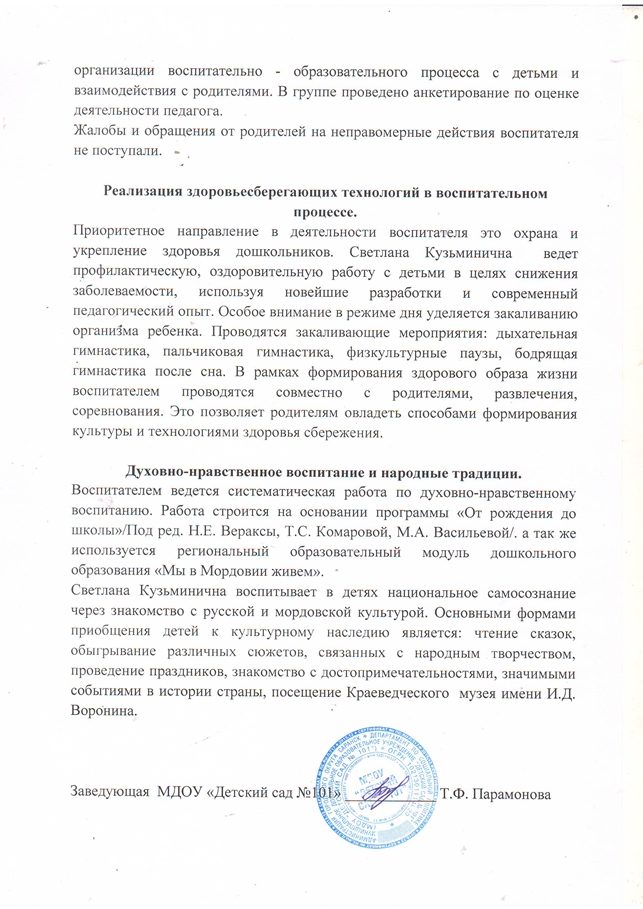 организации воспитательно - образовательного процесса с детьми и
взаимодействия с родителями. В группе проведено анкетирование по оценке
деятельности педагога.
Жалобы и обращения от родителей на неправомерные действия воспитателя
не поступали.
Реализация здоровьесберегающих технологий в воспитательном
процессе.
Приоритетное направление в деятельности воспитателя это охрана и
укрепление здоровья дошкольников. Светлана Кузьминична ведет
профилактическую, оздоровительную работу с детьми в целях снижения
заболеваемости, используя новейшие разработки и современный
педагогический опыт. Особое внимание в режиме дня уделяется закаливанию
организма ребенка. Проводятся закаливающие мероприятия: дыхательная
гимнастика, пальчиковая гимнастика, физкультурные паузы, бодрящая
гимнастика после сна. В рамках формирования здорового образа жизни
воспитателем проводятся совместно с родителями, развлечения,
соревнования. Это позволяет родителям овладеть способами формирования
культуры и технологиями здоровья сбережения.
Духовно-нравственное воспитание и народные традиции.
Воспитателем ведется систематическая работа по духовно-нравственному
воспитанию. Работа строится на основании программы «От рождения до
школы»/Под ред. Н.Е. Вераксы, Т.С. Комаровой, М.А. Васильевой/. а так же
используется региональный образовательный модуль дошкольного
образования «Мы в Мордовии живем».
Светлана Кузьминична воспитывает в детях национальное самосознание
через знакомство с русской и мордовской культурой. Основными формами
приобщения детей к культурному наследию является: чтение сказок,
обыгрывание различных сюжетов, связанных с народным творчеством,
проведение праздников, знакомство с достопримечательностями, значимыми
событиями в истории страны, посещение Краеведческого музея имени И.Д.
Воронина.
Заведующая МДОУ «Детский сад №101» Т.Ф. Парамонова